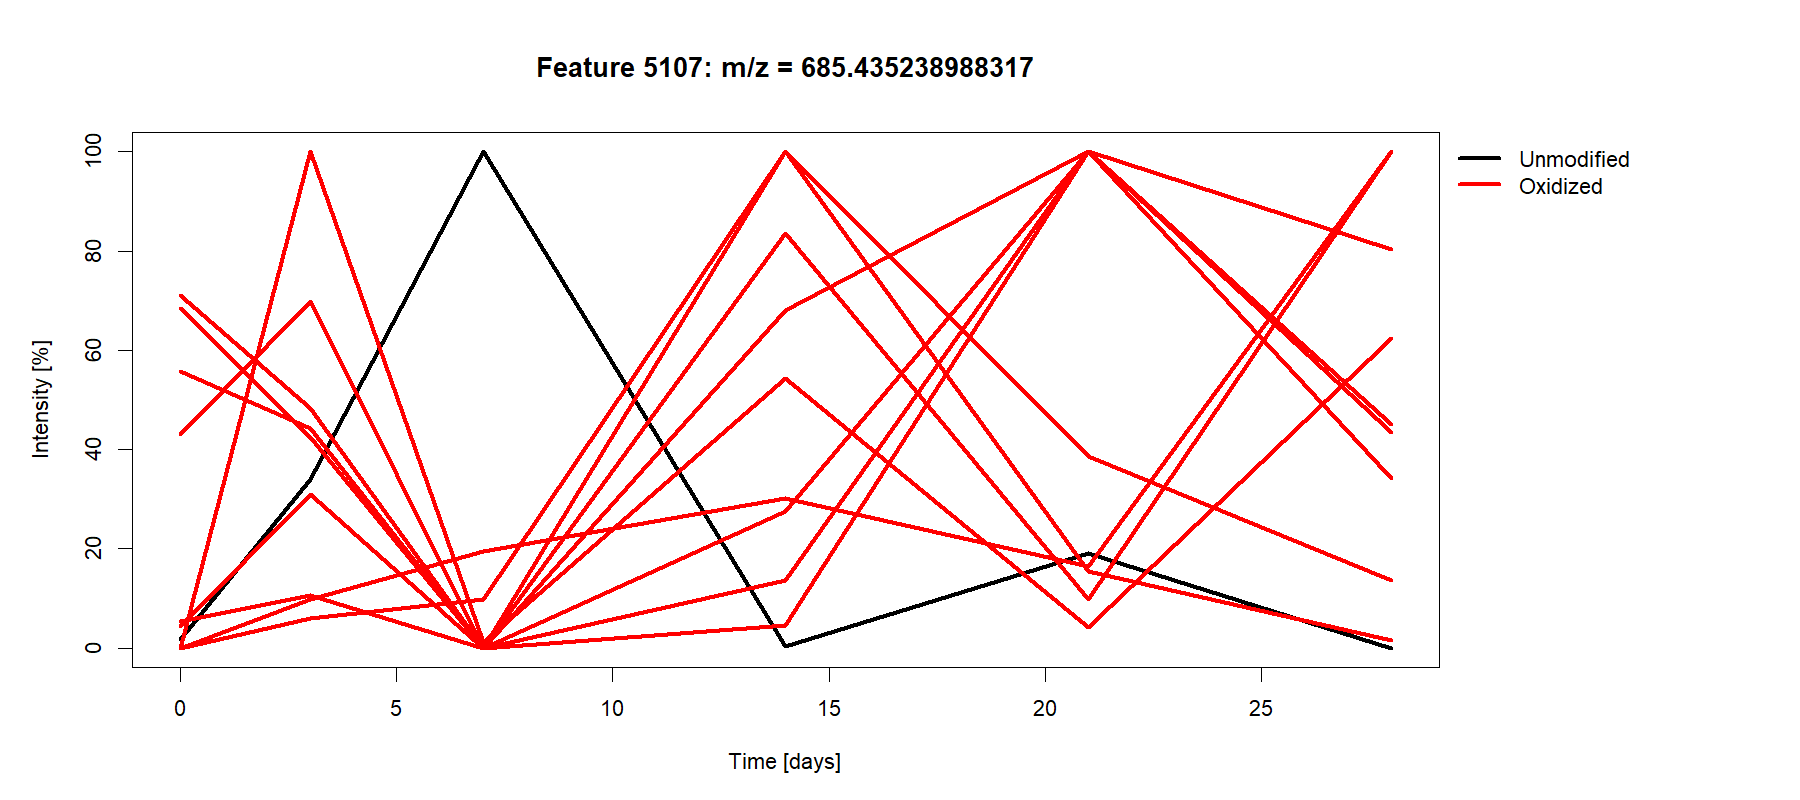 Feature 5107: m/z = 685.435238988317
Unmodified
Oxidized
Intensity [%]
100
80
60
40
20
0
0 5 10 15 20 25
Time [days]